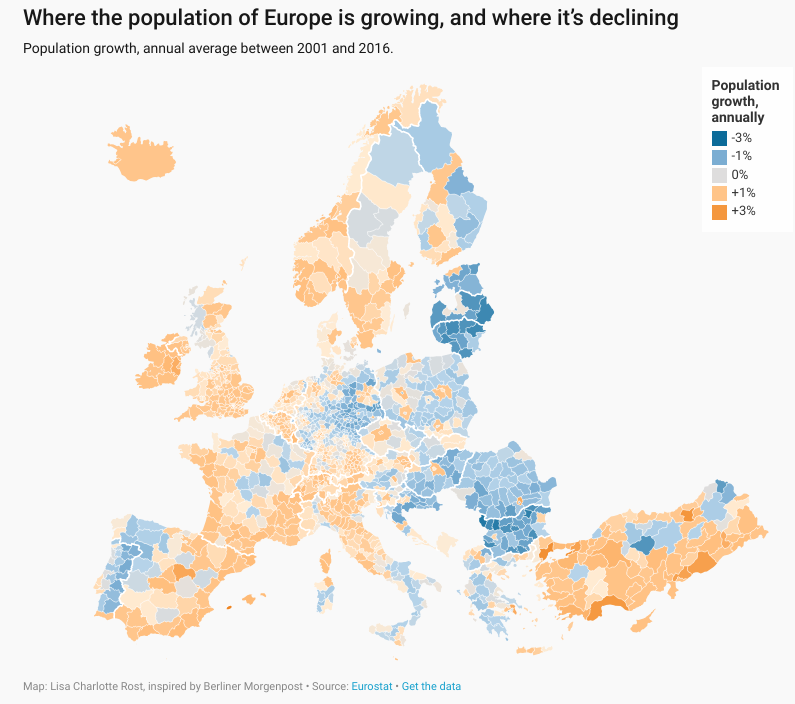 Where the population of Europe is growing, and where it's declining
Population growth, annual average between 2001 and 2016.
Population
growth,
annually
-3%
-1%
0%
+1%
+3%
Map: Lisa Charlotte Rost, inspired by Berliner Morgenpost • Source: Eurostat • Get the data